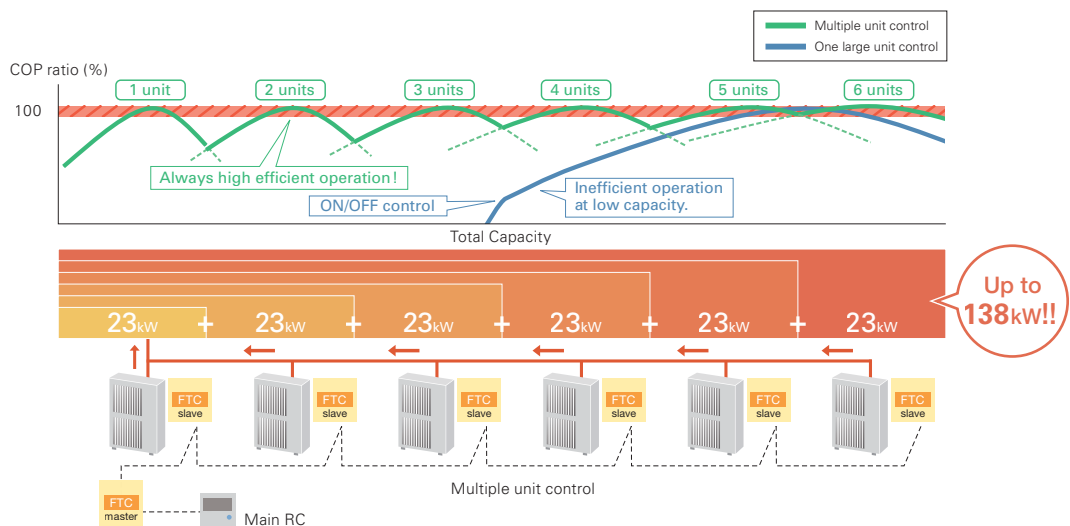 Multiple unit control
One large unit control
COP ratio (%)
1 unit
2 units
3 units
4 units
5 units
6 units
100
Always high efficient operation!
ON/OFF control
Inefficient operation
at low capacity.
Total Capacity
Up to
138kW!!
23kW + 23kW + 23kW + 23kW + 23kW + 23kW
FTC
slave
FTC
slave
FTC
slave
FTC
slave
FTC
slave
FTC
slave
Multiple unit control
FTC
master
Main RC